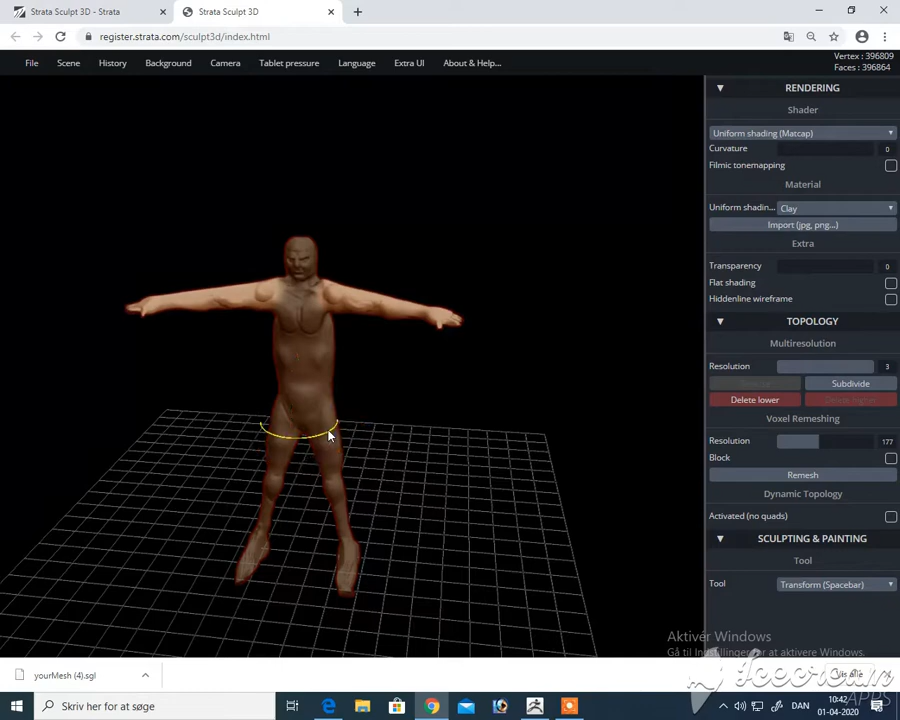 Strata Sculpt 3D - Strata
Strata Sculpt 3D
register.strata.com/sculpt3d/index.html
File Scene History Background Camera Tablet pressure Language Extra UI About & Help...
Vertex : 396809
Faces : 396864
RENDERING
Shader
Uniform shading (Matcap)
Curvature 0
Filmic tonemapping
Material
Uniform shadin... Clay
Import (jpg, png...)
Extra
Transparency 0
Flat shading
Hiddenline wireframe
TOPOLOGY
Multiresolution
Resolution 3
Subdivide
Delete lower Delete higher
Voxel Remeshing
Resolution 177
Block
Remesh
Dynamic Topology
Activated (no quads)
SCULPTING & PAINTING
Tool
Tool Transform (Spacebar)
Aktiver Windows
Gå til Indstillinger for at aktivere Windows.
yourMesh (4).sgl
Vis alle
Icecream
APPS
Skriv her for at søge
DAN
10:42
01-04-2020